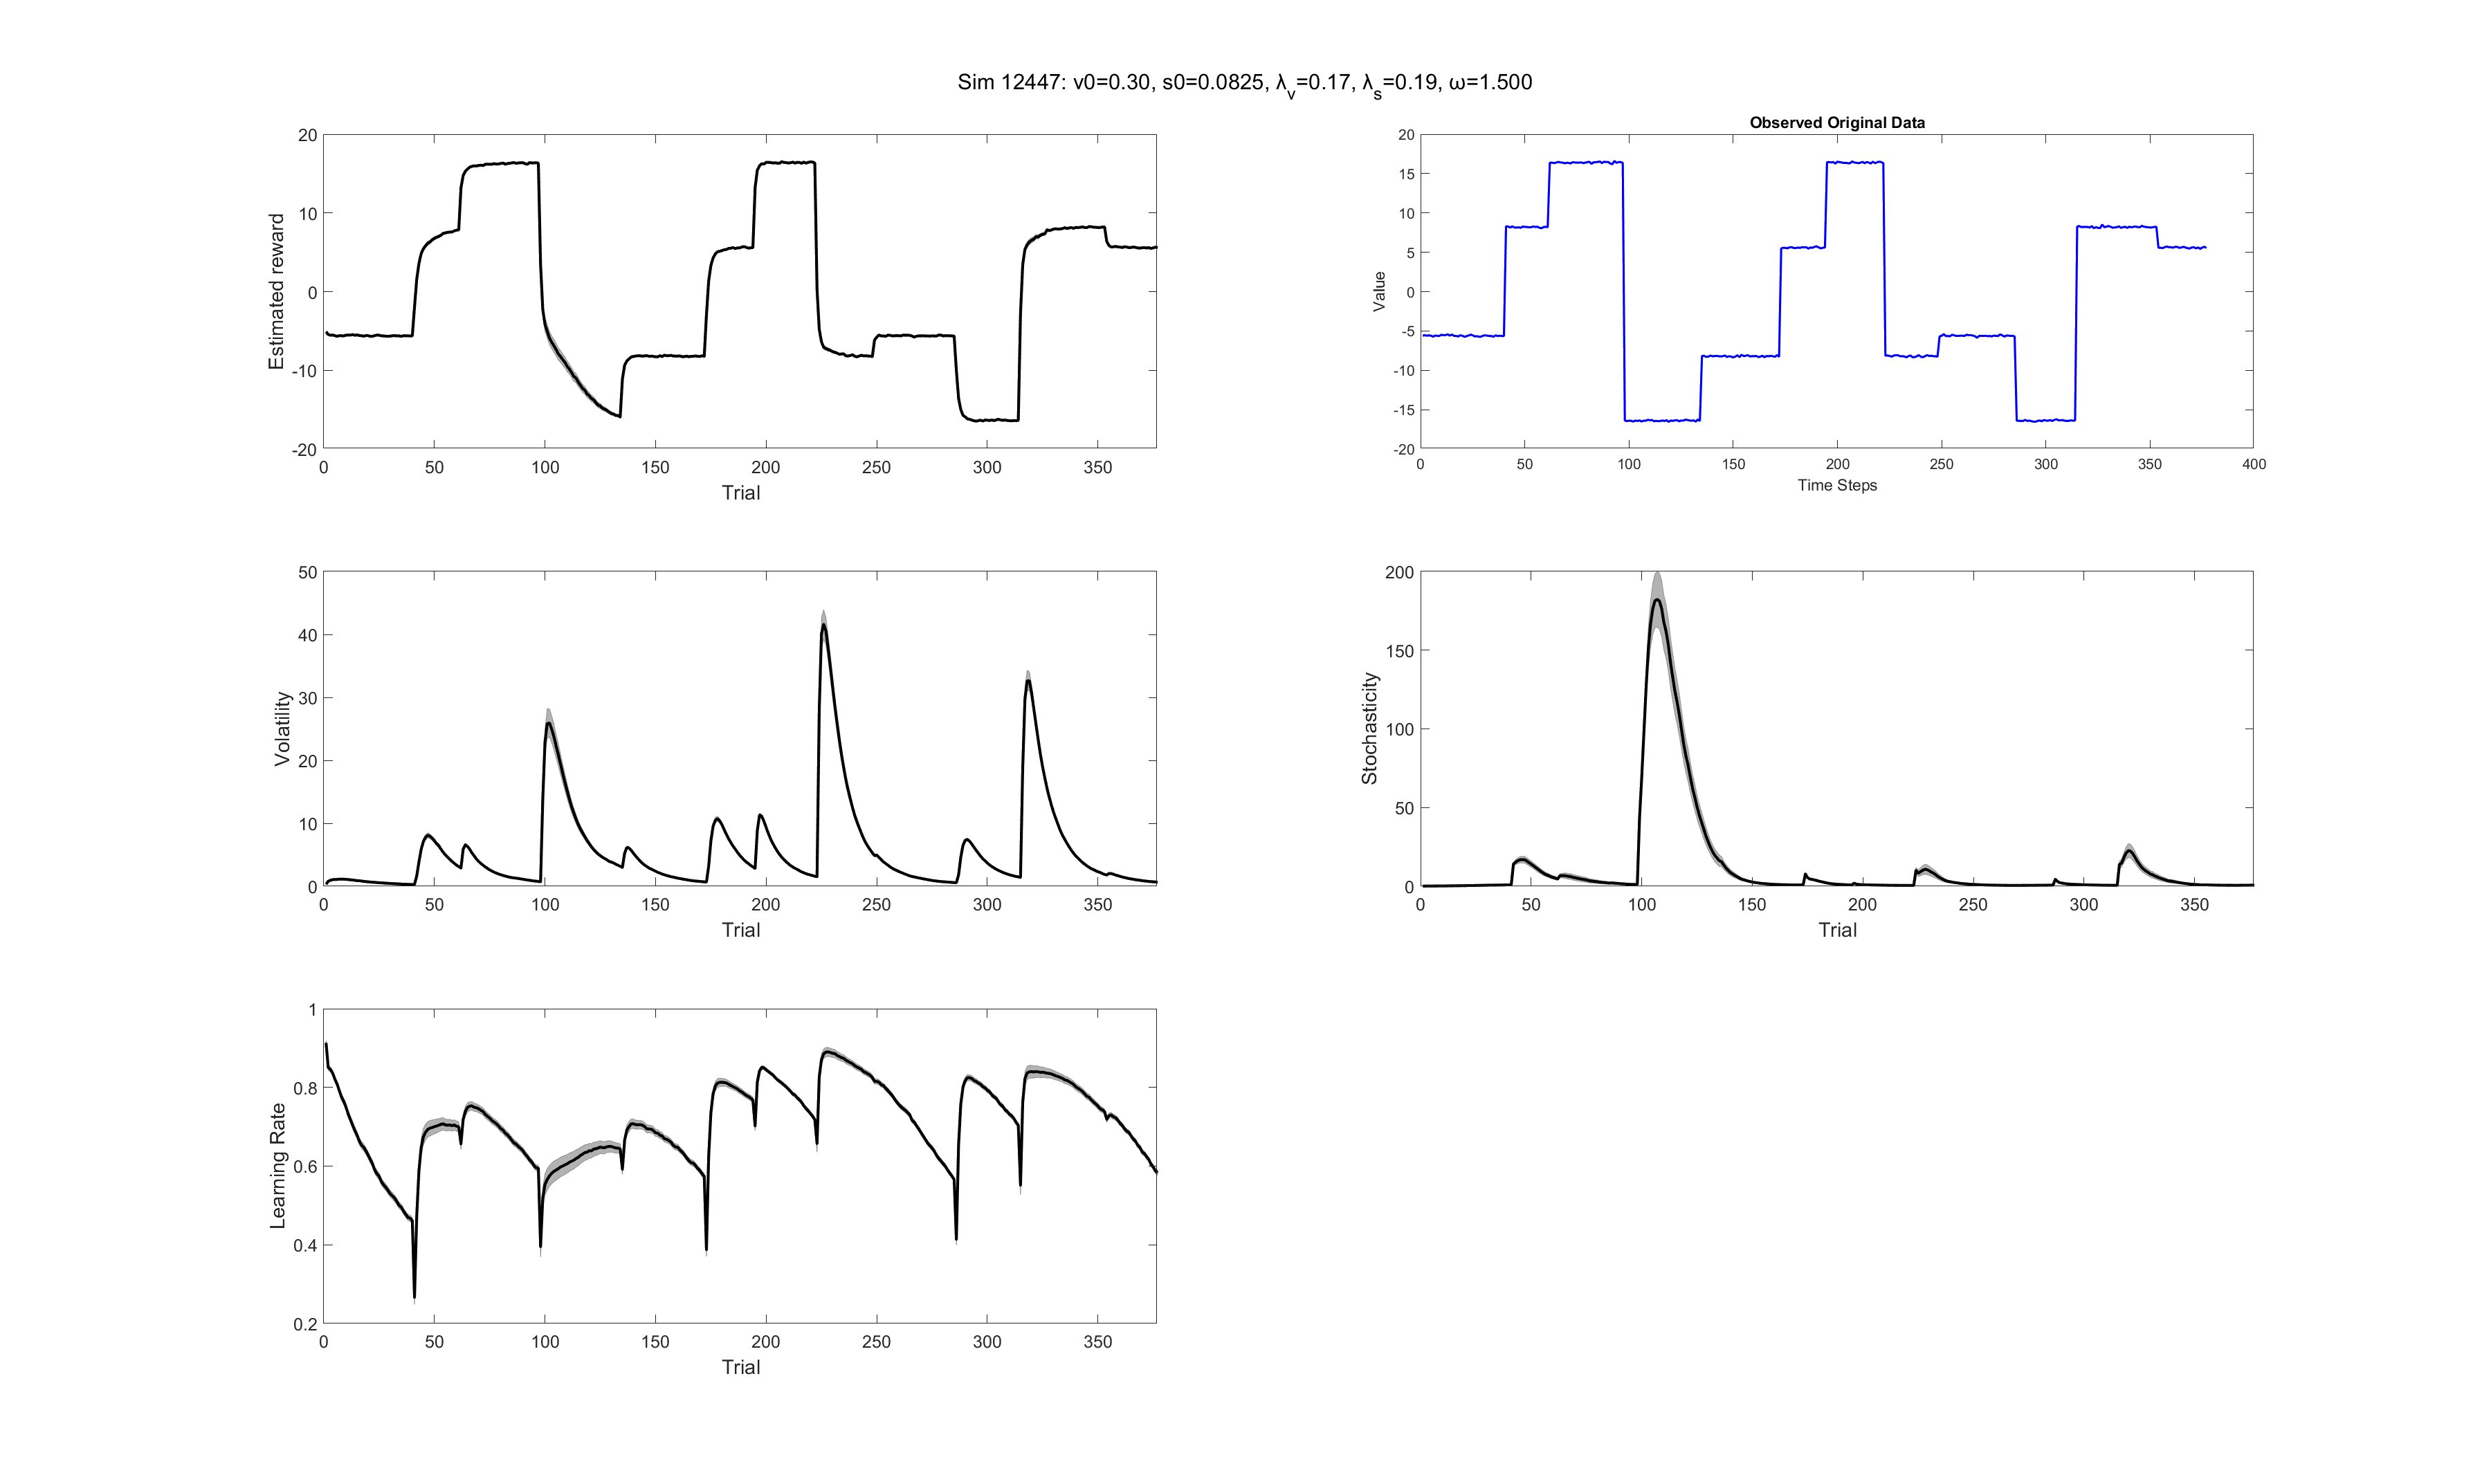 Sim 12447: v0=0.30, s0=0.0825, λv=0.17, λs=0.19, ω=1.500
20
10
0
-10
-20
Estimated reward
0 50 100 150 200 250 300 350
Trial
Observed Original Data
20
15
10
5
0
-5
-10
-15
-20
Value
0 50 100 150 200 250 300 350 400
Time Steps
50
40
30
20
10
0
Volatility
0 50 100 150 200 250 300 350
Trial
200
150
100
50
0
Stochasticity
0 50 100 150 200 250 300 350
Trial
1
0.8
0.6
0.4
0.2
Learning Rate
0 50 100 150 200 250 300 350
Trial